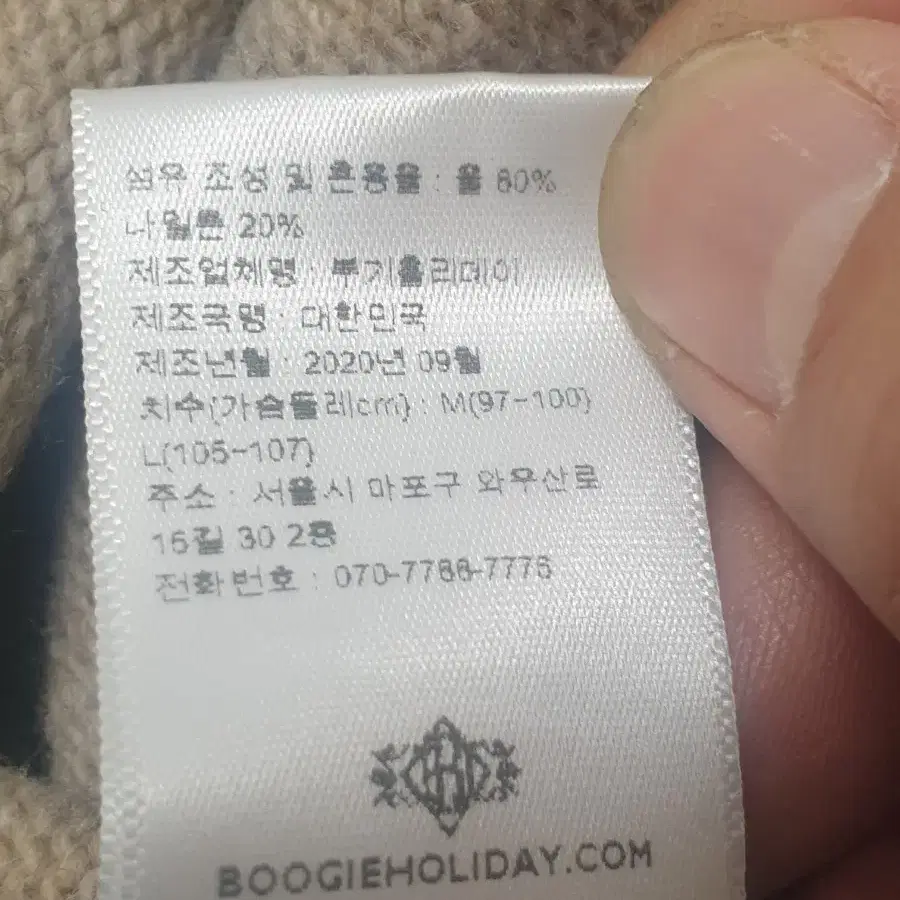 섬유 조성 및 혼용율 : 울 80%
나일론 20%
제조업체명 : 부기홀리데이
제조국명 : 대한민국
제조년월 : 2020년 09월
치수(가슴둘레cm) : M(97-100)
L(105-107)
주소 : 서울시 마포구 와우산로
15길 30 2층
전화번호 : 070-7788-7775
BOOGIEHOLIDAY.COM